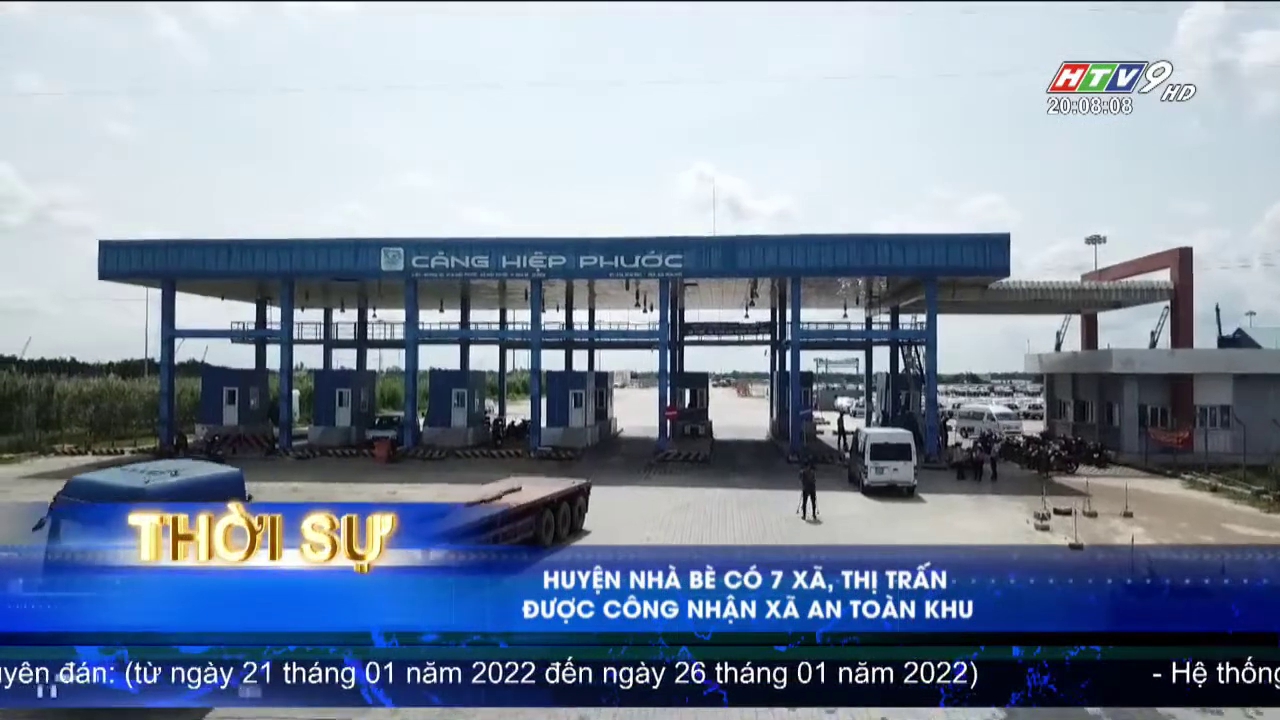 HTV9 HD
20:08:08
CẢNG HIỆP PHƯỚC
THỜI SỰ
HUYỆN NHÀ BÈ CÓ 7 XÃ, THỊ TRẤN
ĐƯỢC CÔNG NHẬN XÃ AN TOÀN KHU
uyên đán: (từ ngày 21 tháng 01 năm 2022 đến ngày 26 tháng 01 năm 2022) - Hệ thống